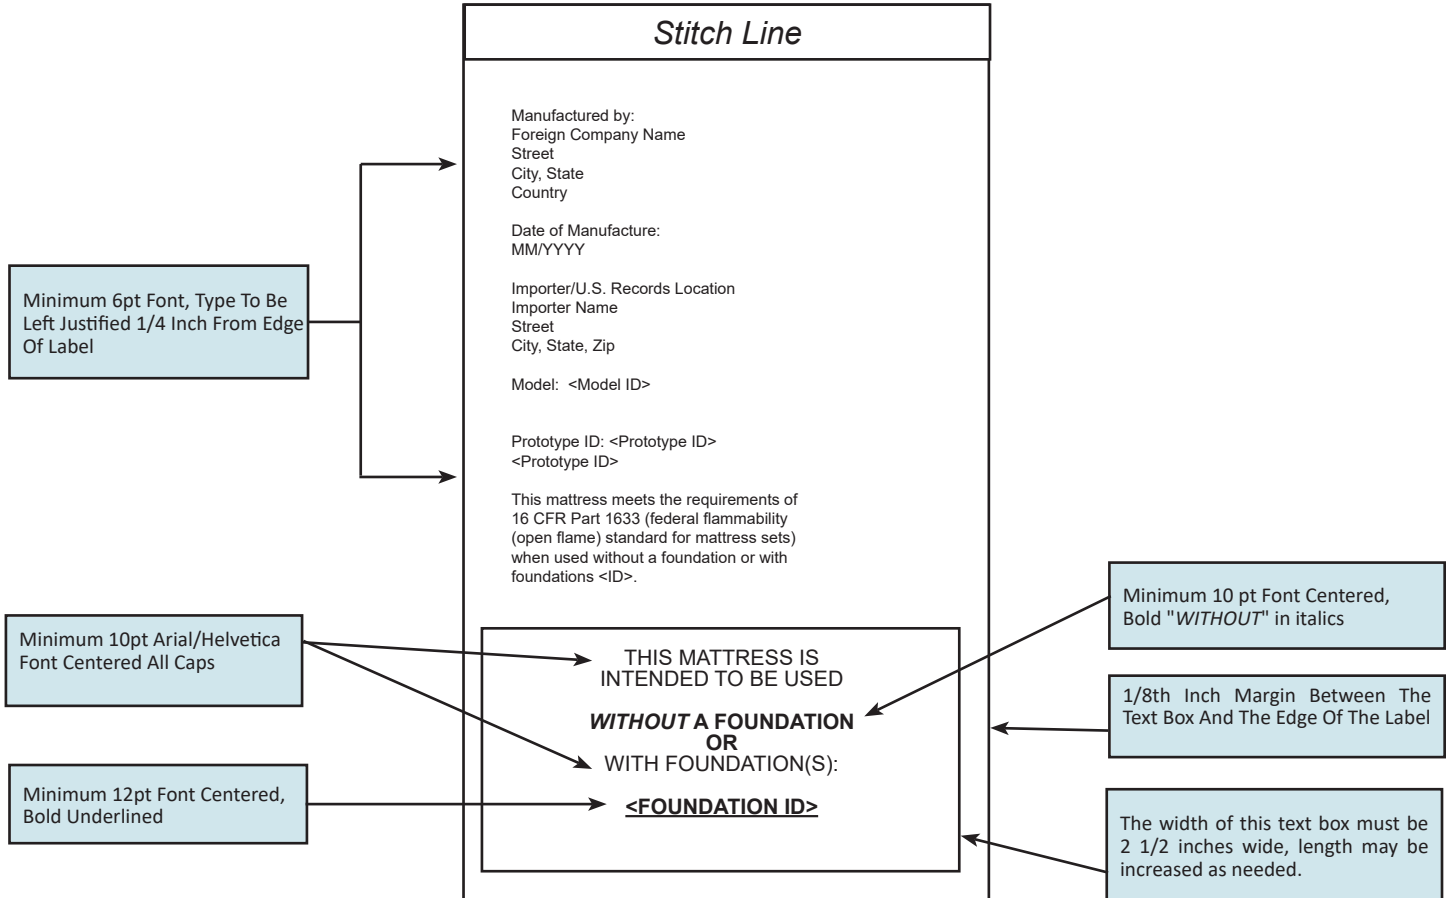 Stitch Line
Manufactured by:
Foreign Company Name
Street
City, State
Country
Date of Manufacture:
MM/YYYY
Importer/U.S. Records Location
Importer Name
Street
City, State, Zip
Model: <Model ID>
Prototype ID: <Prototype ID>
<Prototype ID>
This mattress meets the requirements of
16 CFR Part 1633 (federal flammability
(open flame) standard for mattress sets)
when used without a foundation or with
foundations <ID>.
THIS MATTRESS IS
INTENDED TO BE USED
WITHOUT A FOUNDATION
OR
WITH FOUNDATION(S):
<FOUNDATION ID>
Minimum 6pt Font, Type To Be
Left Justified 1/4 Inch From Edge
Of Label
Minimum 10pt Arial/Helvetica
Font Centered All Caps
Minimum 12pt Font Centered,
Bold Underlined
Minimum 10 pt Font Centered,
Bold "WITHOUT" in italics
1/8th Inch Margin Between The
Text Box And The Edge Of The Label
The width of this text box must be
2 1/2 inches wide, length may be
increased as needed.